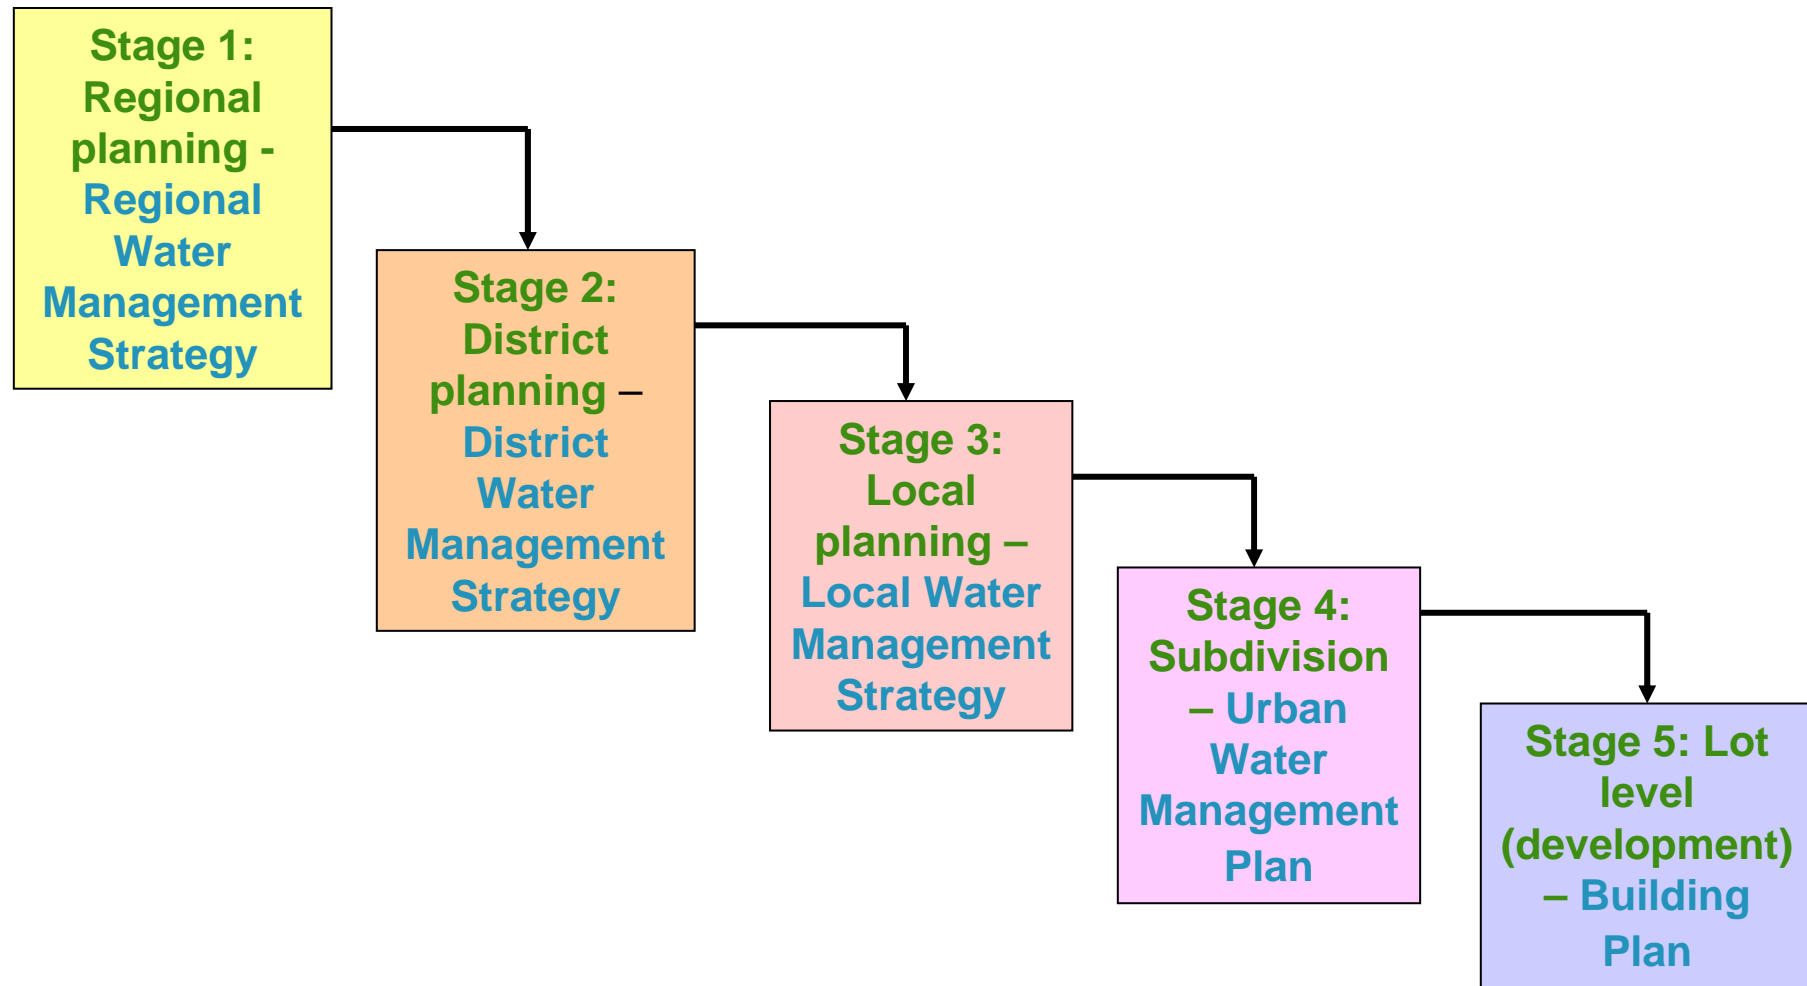 Stage 1:
Regional
planning -
Regional
Water
Management
Strategy
Stage 2:
District
planning –
District
Water
Management
Strategy
Stage 3:
Local
planning –
Local Water
Management
Strategy
Stage 4:
Subdivision
– Urban
Water
Management
Plan
Stage 5: Lot
level
(development)
– Building
Plan